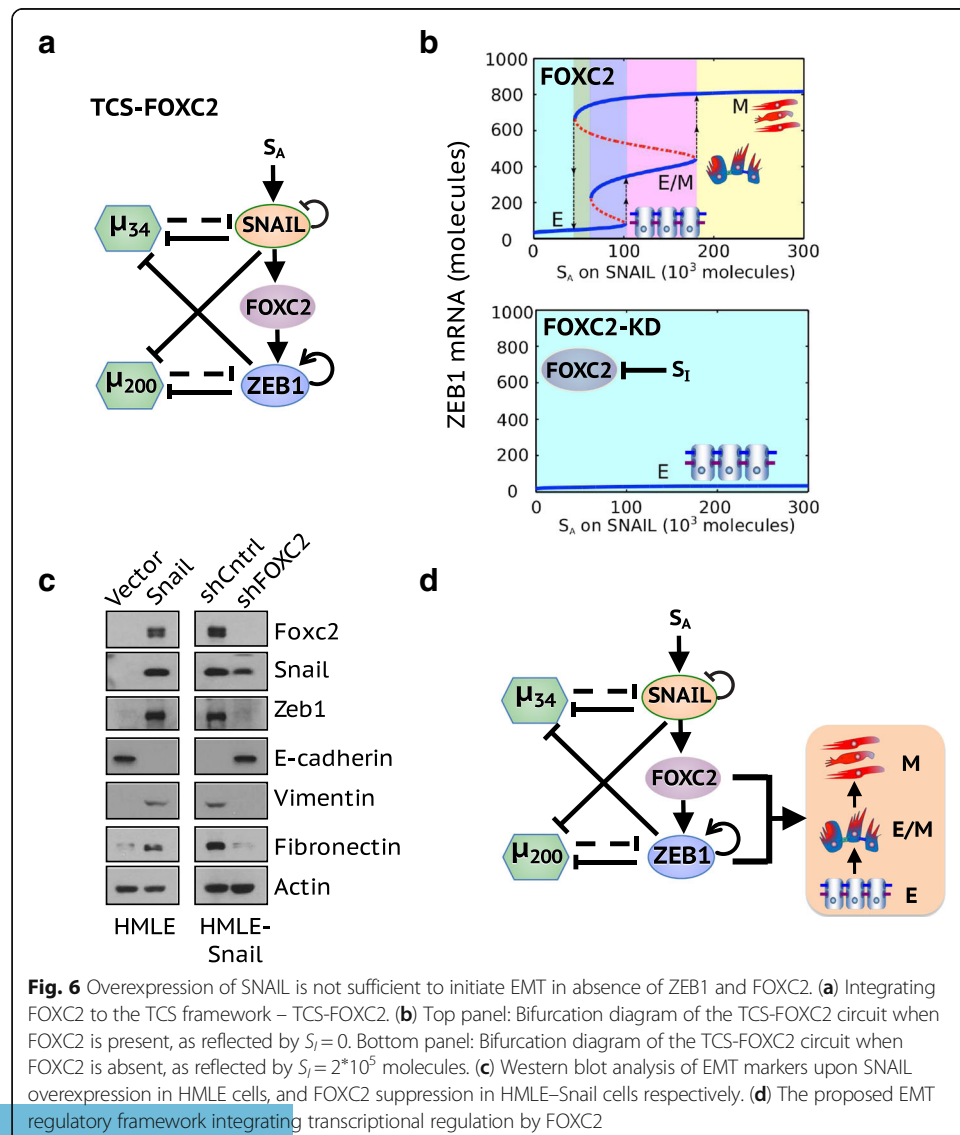 a
TCS-FOXC2
S_A
μ34
SNAIL
FOXC2
μ200
ZEB1
b
ZEB1 mRNA (molecules)
1000
800
600
400
200
0
FOXC2
M
E/M
E
0
100
200
300
S_A on SNAIL (10³ molecules)
1000
800
600
400
200
0
FOXC2-KD
FOXC2
S_I
E
0
100
200
300
S_A on SNAIL (10³ molecules)
c
Vector
Snail
shCntrl
shFOXC2
Foxc2
Snail
Zeb1
E-cadherin
Vimentin
Fibronectin
Actin
HMLE
HMLE-
Snail
d
S_A
μ34
SNAIL
FOXC2
μ200
ZEB1
M
E/M
E
Fig. 6 Overexpression of SNAIL is not sufficient to initiate EMT in absence of ZEB1 and FOXC2. (a) Integrating
FOXC2 to the TCS framework – TCS-FOXC2. (b) Top panel: Bifurcation diagram of the TCS-FOXC2 circuit when
FOXC2 is present, as reflected by S_I = 0. Bottom panel: Bifurcation diagram of the TCS-FOXC2 circuit when
FOXC2 is absent, as reflected by S_I = 2*10⁵ molecules. (c) Western blot analysis of EMT markers upon SNAIL
overexpression in HMLE cells, and FOXC2 suppression in HMLE–Snail cells respectively. (d) The proposed EMT
regulatory framework integrating transcriptional regulation by FOXC2